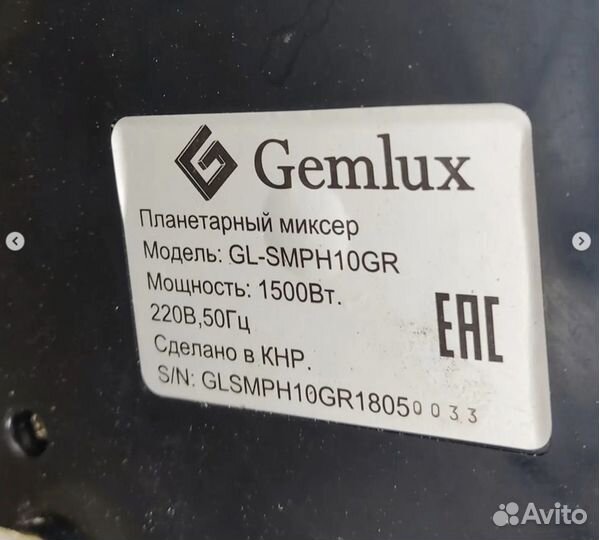 Gemlux
Планетарный миксер
Модель: GL-SMPH10GR
Мощность: 1500Вт.
220В,50Гц
Сделано в КНР.
EAC
S/N: GLSMPH10GR18050033
Avito